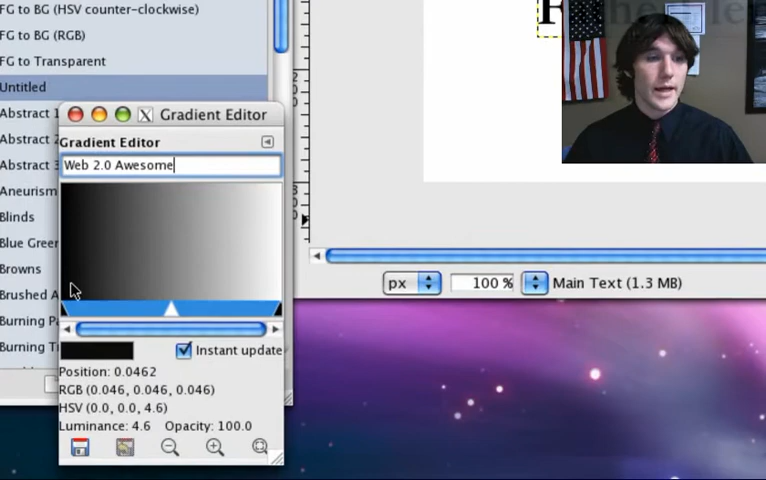 FG to BG (HSV counter-clockwise)
FG to BG (RGB)
FG to Transparent
Untitled
Abstract 1
Abstract 2
Abstract 3
Aneurism
Blinds
Blue Green
Browns
Brushed A
Burning Pa
Burning Tr
Gradient Editor
Gradient Editor
Web 2.0 Awesome
Instant update
Position: 0.0462
RGB (0.046, 0.046, 0.046)
HSV (0.0, 0.0, 4.6)
Luminance: 4.6 Opacity: 100.0
px
100 %
Main Text (1.3 MB)